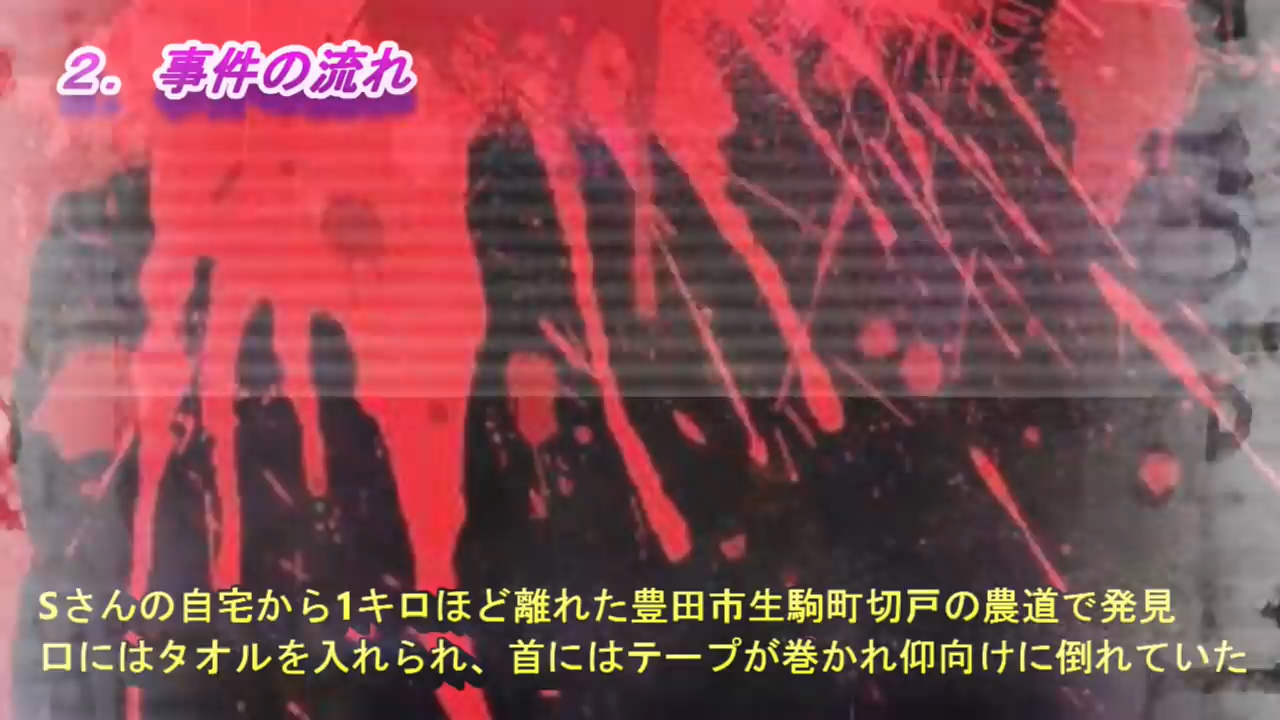 ２．事件の流れ
Sさんの自宅から1キロほど離れた豊田市生駒町切戸の農道で発見
口にはタオルを入れられ、首にはテープが巻かれ仰向けに倒れていた